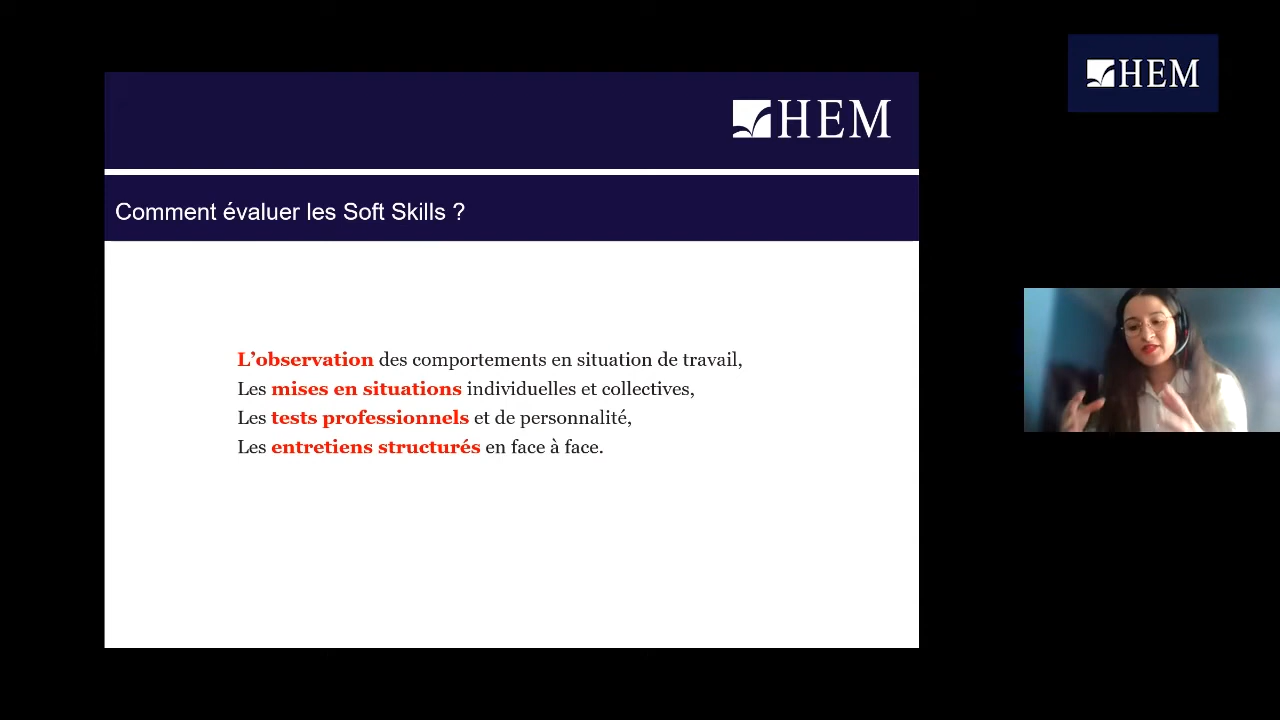 HEM
HEM
Comment évaluer les Soft Skills ?
L’observation des comportements en situation de travail,
Les mises en situations individuelles et collectives,
Les tests professionnels et de personnalité,
Les entretiens structurés en face à face.